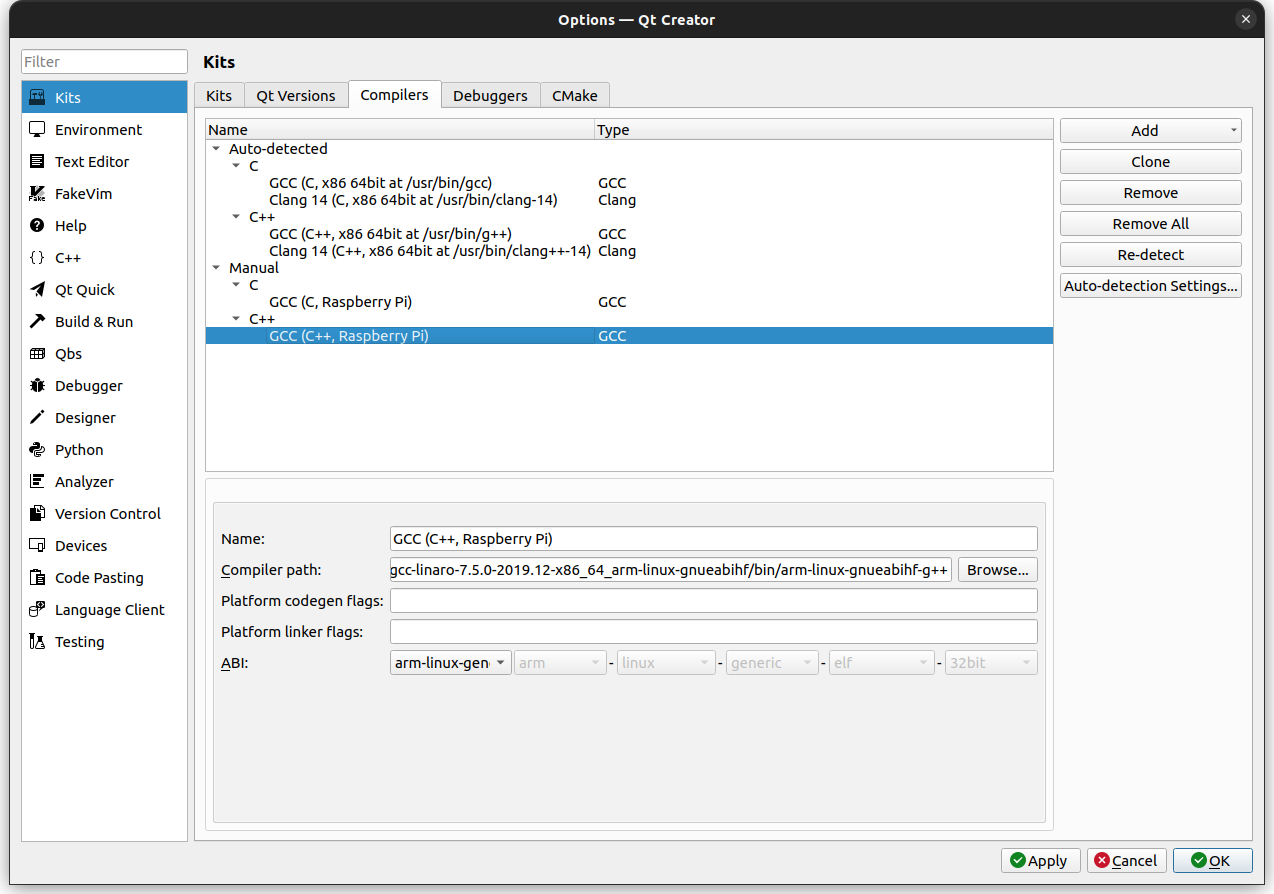 Options — Qt Creator
Filter
Kits
Kits
Environment
Text Editor
FakeVim
Help
C++
Qt Quick
Build & Run
Qbs
Debugger
Designer
Python
Analyzer
Version Control
Devices
Code Pasting
Language Client
Testing
Kits Qt Versions Compilers Debuggers CMake
Name Type
Auto-detected
C
GCC (C, x86 64bit at /usr/bin/gcc) GCC
Clang 14 (C, x86 64bit at /usr/bin/clang-14) Clang
C++
GCC (C++, x86 64bit at /usr/bin/g++) GCC
Clang 14 (C++, x86 64bit at /usr/bin/clang++-14) Clang
Manual
C
GCC (C, Raspberry Pi) GCC
C++
GCC (C++, Raspberry Pi) GCC
Add
Clone
Remove
Remove All
Re-detect
Auto-detection Settings...
Name: GCC (C++, Raspberry Pi)
Compiler path: gcc-linaro-7.5.0-2019.12-x86_64_arm-linux-gnueabihf/bin/arm-linux-gnueabihf-g++ Browse...
Platform codegen flags:
Platform linker flags:
ABI: arm-linux-gen arm - linux - generic - elf - 32bit
Apply Cancel OK